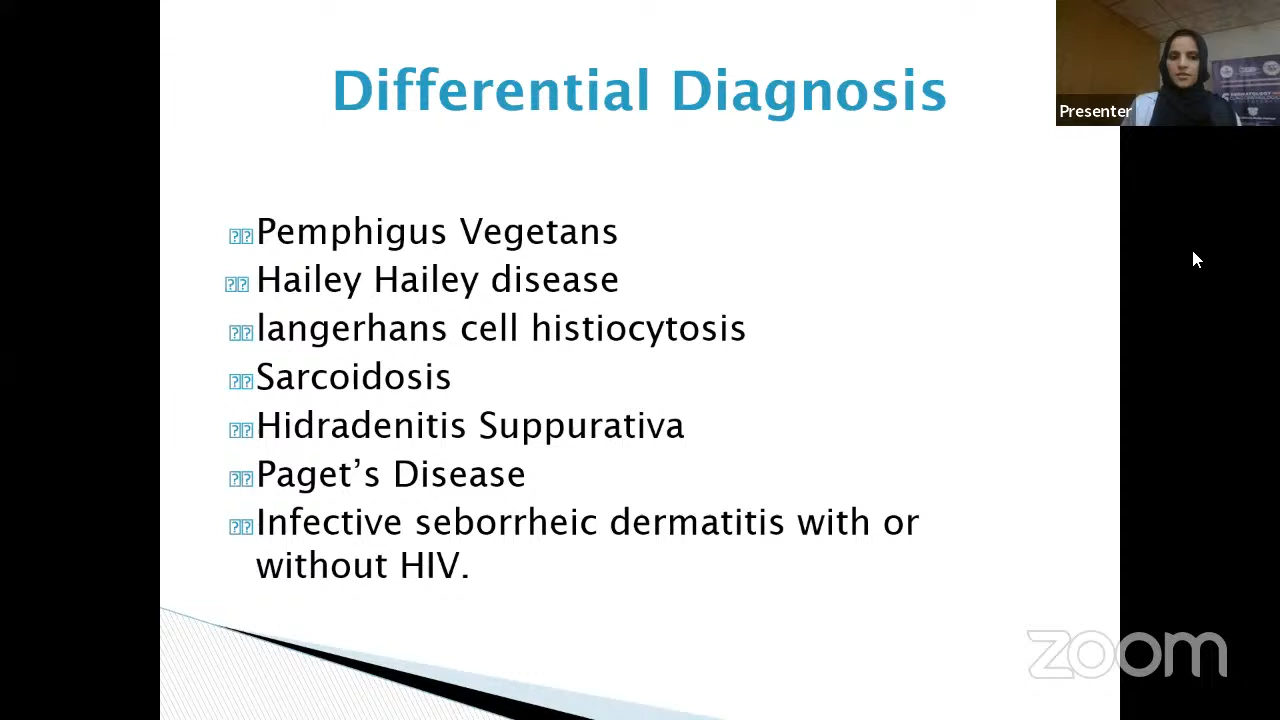 Differential Diagnosis
Presenter
DERMATOLOGY
Pemphigus Vegetans
Hailey Hailey disease
langerhans cell histiocytosis
Sarcoidosis
Hidradenitis Suppurativa
Paget’s Disease
Infective seborrheic dermatitis with or
without HIV.
zoom